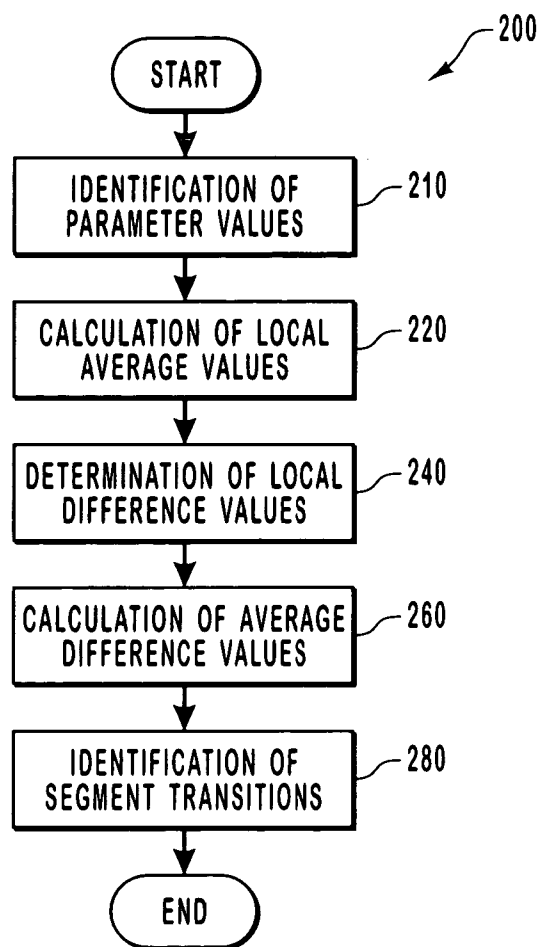 200
START
IDENTIFICATION OF
PARAMETER VALUES
210
CALCULATION OF LOCAL
AVERAGE VALUES
220
DETERMINATION OF LOCAL
DIFFERENCE VALUES
240
CALCULATION OF AVERAGE
DIFFERENCE VALUES
260
IDENTIFICATION OF
SEGMENT TRANSITIONS
280
END